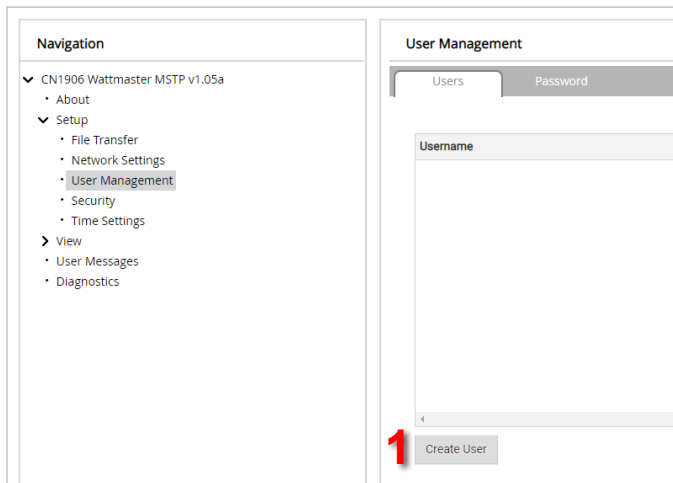 Navigation
CN1906 Wattmaster MSTP v1.05a
About
Setup
File Transfer
Network Settings
User Management
Security
Time Settings
View
User Messages
Diagnostics
User Management
Users
Password
Username
1
Create User